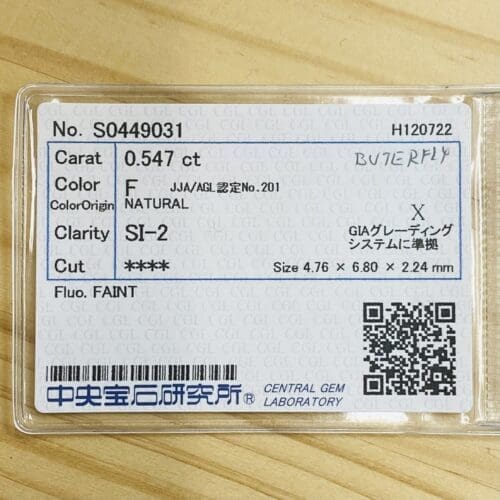 No. S0449031 H120722
Carat 0.547 ct BUTERFLY
Color F JJA/AGL認定No.201
ColorOrigin NATURAL
X
Clarity SI-2 GIAグレーディング
システムに準拠
Cut **** Size 4.76 × 6.80 × 2.24 mm
Fluo. FAINT
中央宝石研究所® CENTRAL GEM
LABORATORY